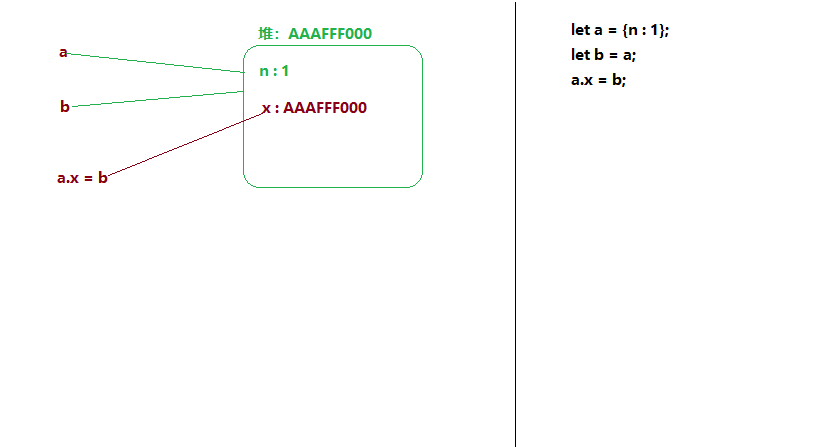 堆：AAAFFF000
a
n : 1
b
x : AAAFFF000
a.x = b
let a = {n : 1};
let b = a;
a.x = b;